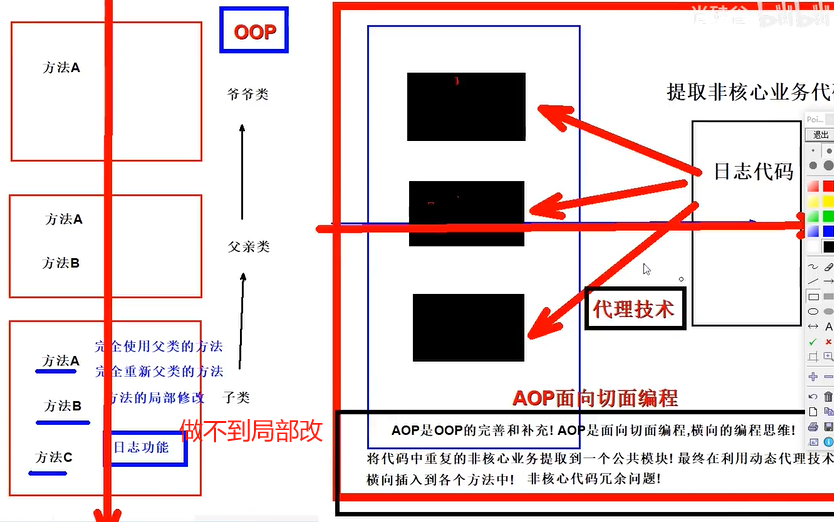 OOP
方法A
爷爷类
方法A
父亲类
方法B
方法A
完全使用父类的方法
完全重新父类的方法
方法B
方法的局部修改
子类
做不到局部改
日志功能
方法C
尚硅谷
bilibili
提取非核心业务代码
日志代码
代理技术
AOP面向切面编程
AOP是OOP的完善和补充! AOP是面向切面编程,横向的编程思维!
将代码中重复的非核心业务提取到一个公共模块! 最终在利用动态代理技术
横向插入到各个方法中! 非核心代码冗余问题!
Poi...
退出
A